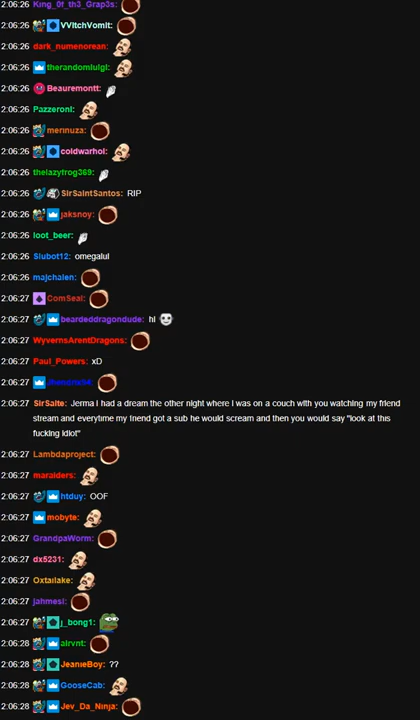 2:06:26 King_0f_th3_Grap3s:
2:06:26 VVitchVomit:
2:06:26 dark_numenorean:
2:06:26 therandomluigi:
2:06:26 Beauremontt:
2:06:26 Pazzeroni:
2:06:26 merinuza:
2:06:26 coldwarhol:
2:06:26 thelazyfrog369:
2:06:26 SirSaintSantos: RIP
2:06:26 jaksnoy:
2:06:26 loot_beer:
2:06:26 Slubot12: omegalul
2:06:26 majchalen:
2:06:27 ComSeal:
2:06:27 beardeddragondude: hi
2:06:27 WyvernsArentDragons:
2:06:27 Paul_Powers: xD
2:06:27
2:06:27 SirSalte: Jerma I had a dream the other night where I was on a couch with you watching my friend
stream and everytime my friend got a sub he would scream and then you would say "look at this
fucking idiot"
2:06:27 Lambdaproject:
2:06:27 maralders:
2:06:27 htduy: OOF
2:06:27 mobyte:
2:06:27 GrandpaWorm:
2:06:27 dx5231:
2:06:27 Oxtailake:
2:06:27 jahmesi:
2:06:27 j_bong1:
2:06:28 airvnt:
2:06:28 JeanieBoy: ??
2:06:28 GooseCab:
2:06:28 Jev_Da_Ninja: